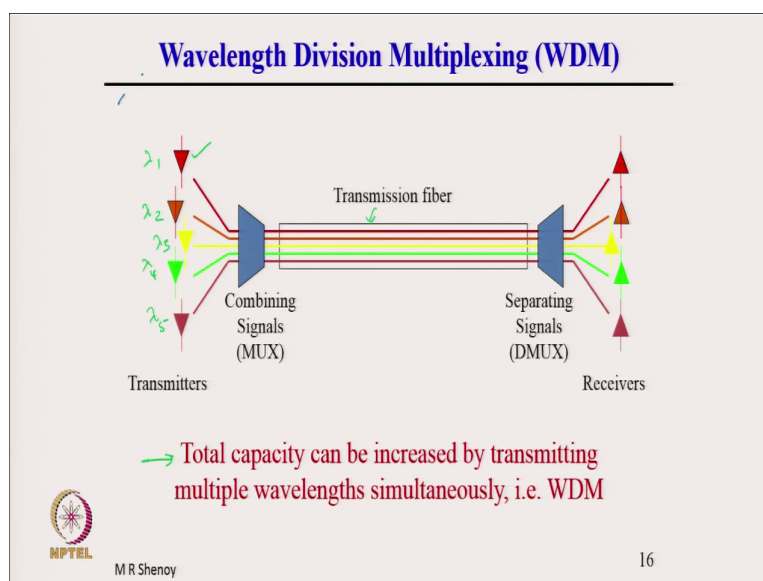 Wavelength Division Multiplexing (WDM)
λ1
λ2
λ3
λ4
λ5
Transmission fiber
Combining
Signals
(MUX)
Separating
Signals
(DMUX)
Transmitters
Receivers
Total capacity can be increased by transmitting
multiple wavelengths simultaneously, i.e. WDM
NPTEL
M R Shenoy
16